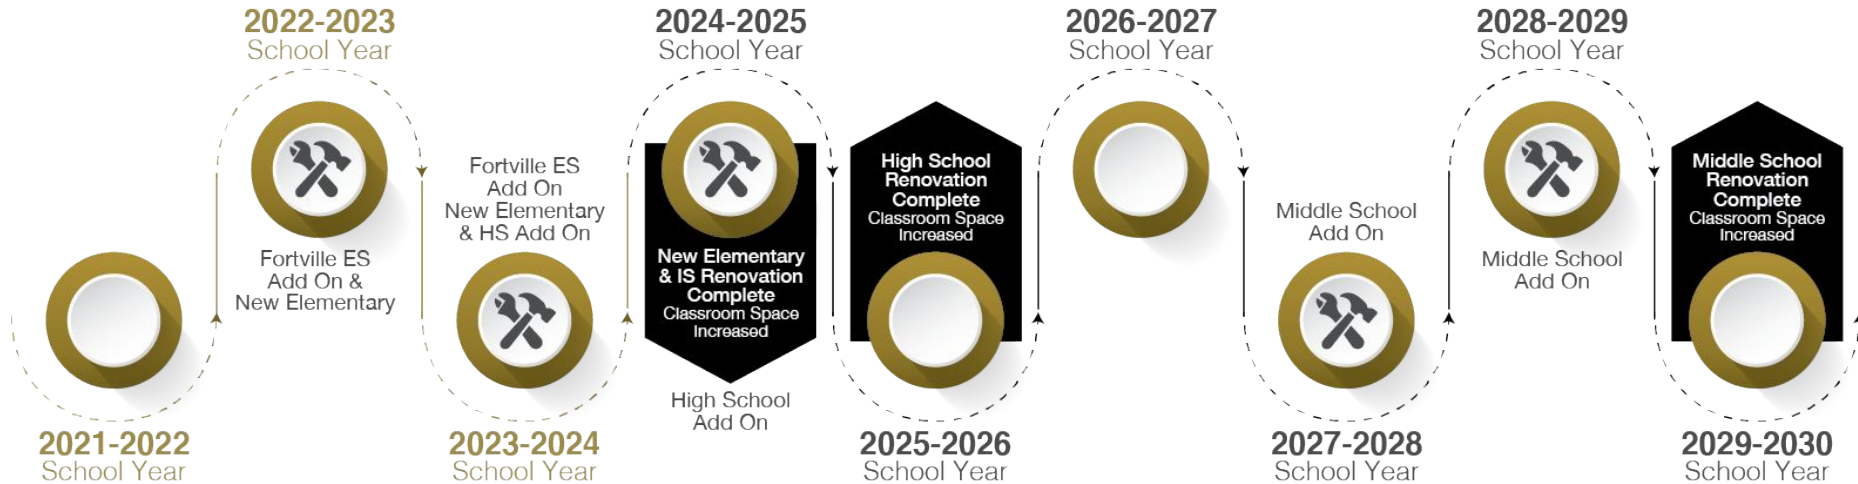 2021-2022
School Year
2022-2023
School Year
Fortville ES
Add On &
New Elementary
Fortville ES
Add On
New Elementary
& HS Add On
2023-2024
School Year
2024-2025
School Year
New Elementary
& IS Renovation
Complete
Classroom Space
Increased
High School
Add On
High School
Renovation
Complete
Classroom Space
Increased
2025-2026
School Year
2026-2027
School Year
Middle School
Add On
2027-2028
School Year
2028-2029
School Year
Middle School
Add On
Middle School
Renovation
Complete
Classroom Space
Increased
2029-2030
School Year